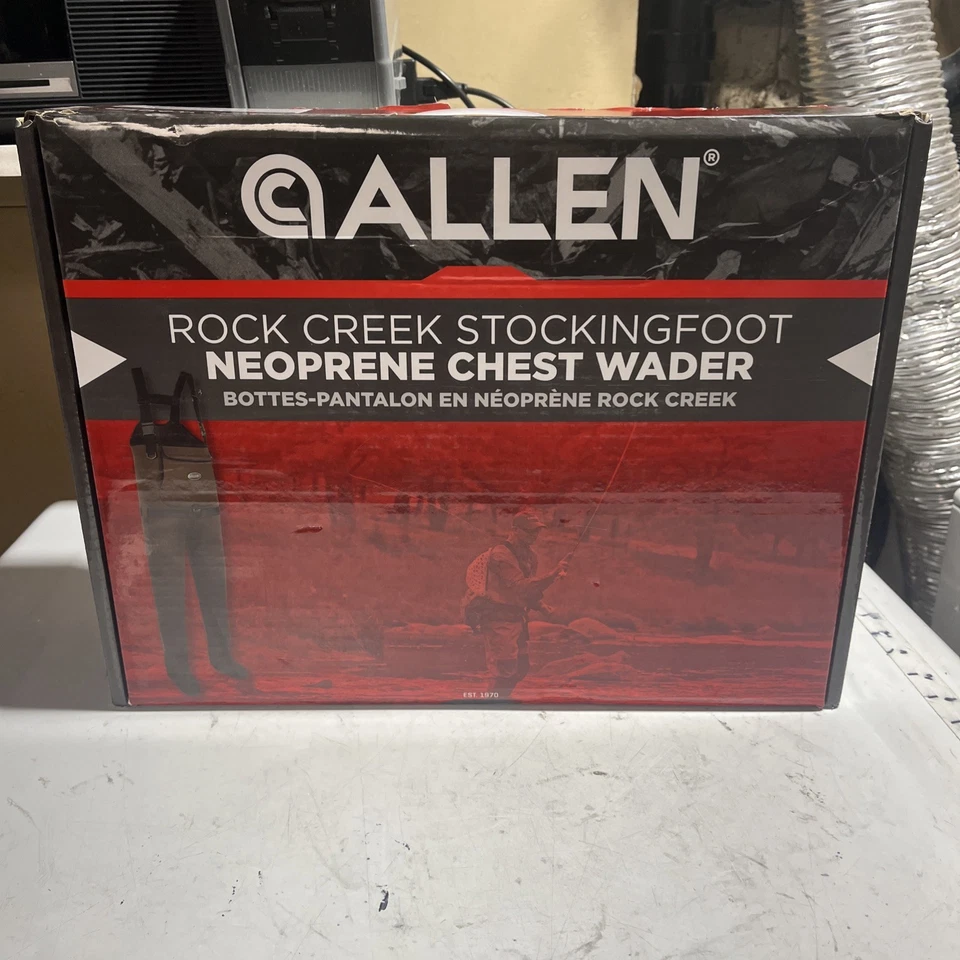 ALLEN®
ROCK CREEK STOCKINGFOOT
NEOPRENE CHEST WADER
BOTTES-PANTALON EN NÉOPRÈNE ROCK CREEK
EST. 1970